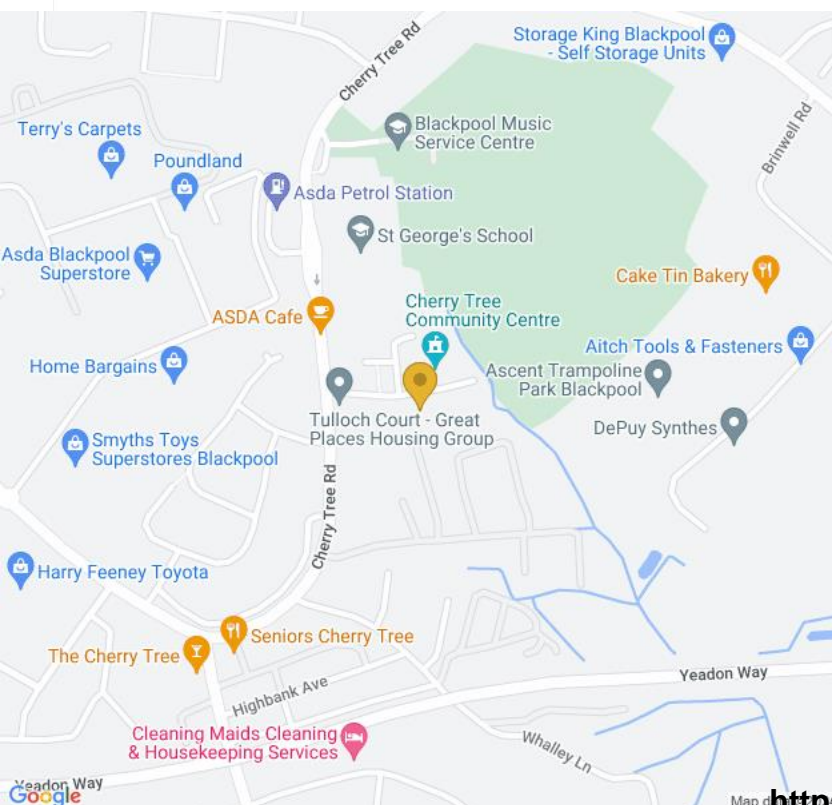 Storage King Blackpool
- Self Storage Units
Cherry Tree Rd
Blackpool Music
Service Centre
Terry's Carpets
Poundland
Brinwell Rd
Asda Petrol Station
St George's School
Asda Blackpool
Superstore
Cake Tin Bakery
ASDA Cafe
Cherry Tree
Community Centre
Aitch Tools & Fasteners
Home Bargains
Ascent Trampoline
Park Blackpool
Tulloch Court - Great
Places Housing Group
DePuy Synthes
Smyths Toys
Superstores Blackpool
Cherry Tree Rd
Harry Feeney Toyota
Seniors Cherry Tree
The Cherry Tree
Yeadon Way
Highbank Ave
Cleaning Maids Cleaning
& Housekeeping Services
Whalley Ln
Yeadon Way
Google
Map d
http